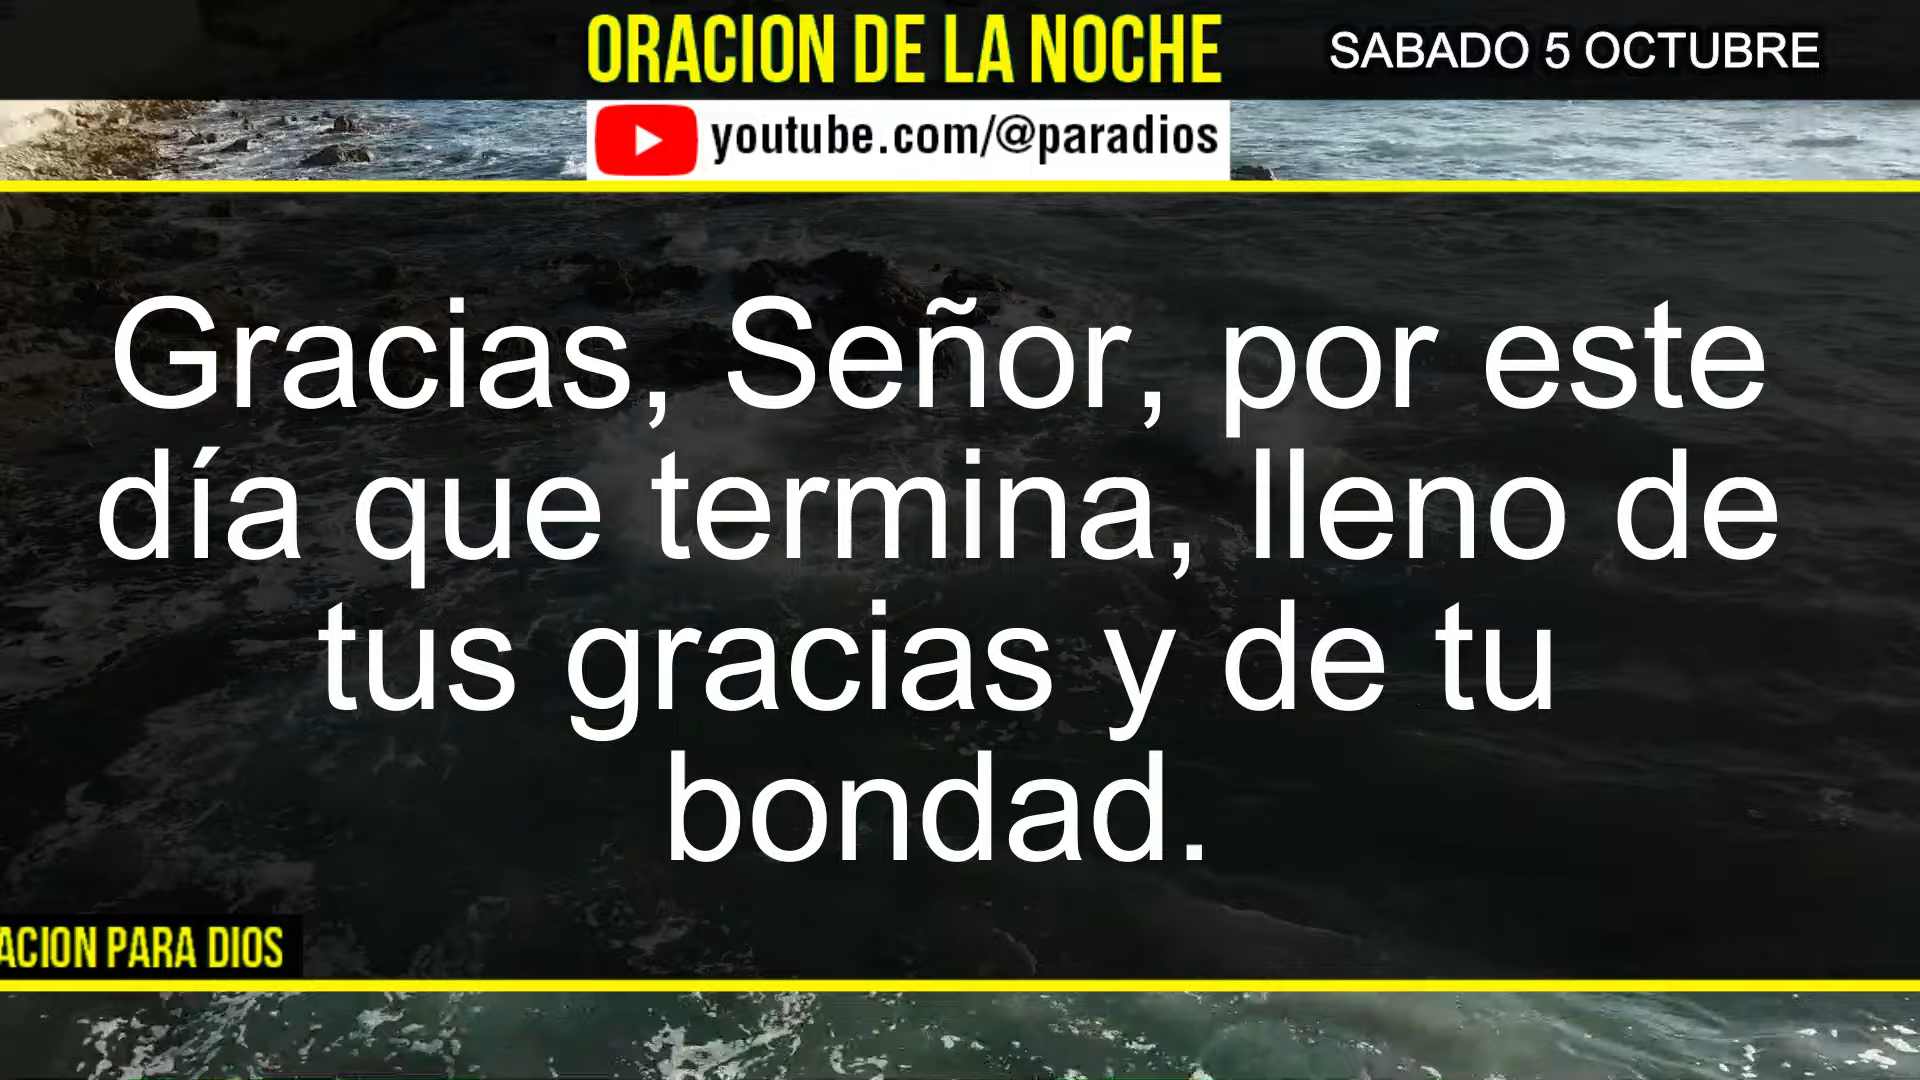 ORACION DE LA NOCHE
SABADO 5 OCTUBRE
youtube.com/@paradios
Gracias, Señor, por este
día que termina, lleno de
tus gracias y de tu
bondad.
ACION PARA DIOS